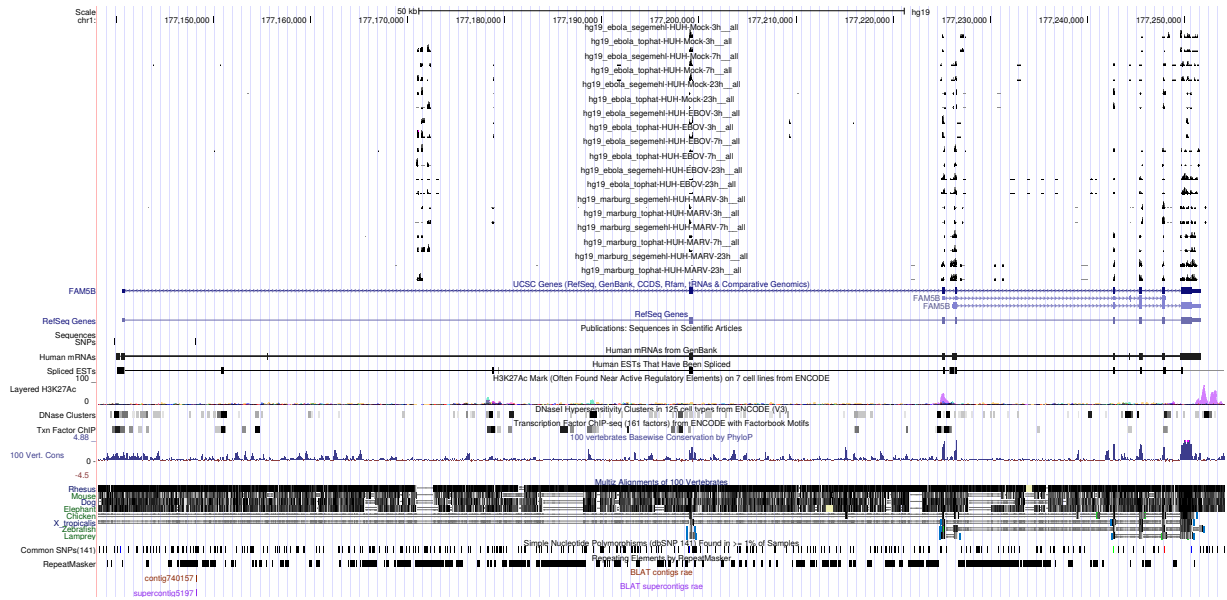 Scale 50 kb hg19
chr1: 177,150,000 177,160,000 177,170,000 177,180,000 177,190,000 177,200,000 177,210,000 177,220,000 177,230,000 177,240,000 177,250,000
hg19_ebola_segemehl-HUH-Mock-3h__all
hg19_ebola_tophat-HUH-Mock-3h__all
hg19_ebola_segemehl-HUH-Mock-7h__all
hg19_ebola_tophat-HUH-Mock-7h__all
hg19_ebola_segemehl-HUH-Mock-23h__all
hg19_ebola_tophat-HUH-Mock-23h__all
hg19_ebola_segemehl-HUH-EBOV-3h__all
hg19_ebola_tophat-HUH-EBOV-3h__all
hg19_ebola_segemehl-HUH-EBOV-7h__all
hg19_ebola_tophat-HUH-EBOV-7h__all
hg19_ebola_segemehl-HUH-EBOV-23h__all
hg19_ebola_tophat-HUH-EBOV-23h__all
hg19_marburg_segemehl-HUH-MARV-3h__all
hg19_marburg_tophat-HUH-MARV-3h__all
hg19_marburg_segemehl-HUH-MARV-7h__all
hg19_marburg_tophat-HUH-MARV-7h__all
hg19_marburg_segemehl-HUH-MARV-23h__all
hg19_marburg_tophat-HUH-MARV-23h__all
UCSC Genes (RefSeq, GenBank, CCDS, Rfam, tRNAs & Comparative Genomics)
FAM5B
FAM5B
FAM5B
RefSeq Genes
RefSeq Genes
Publications: Sequences in Scientific Articles
Sequences
SNPs
Human mRNAs from GenBank
Human mRNAs
Human ESTs That Have Been Spliced
Spliced ESTs
100
H3K27Ac Mark (Often Found Near Active Regulatory Elements) on 7 cell lines from ENCODE
Layered H3K27Ac
0
DNaseI Hypersensitivity Clusters in 125 cell types from ENCODE (V3)
DNase Clusters
Transcription Factor ChIP-seq (161 factors) from ENCODE with Factorbook Motifs
Txn Factor ChIP
4.88
100 vertebrates Basewise Conservation by PhyloP
100 Vert. Cons
0
-4.5
Multiz Alignments of 100 Vertebrates
Rhesus
Mouse
Dog
Elephant
Chicken
X_tropicalis
Zebrafish
Lamprey
Simple Nucleotide Polymorphisms (dbSNP 141) Found in >= 1% of Samples
Common SNPs(141)
Repeating Elements by RepeatMasker
RepeatMasker
BLAT contigs rae
contig740157
BLAT supercontigs rae
supercontig5197